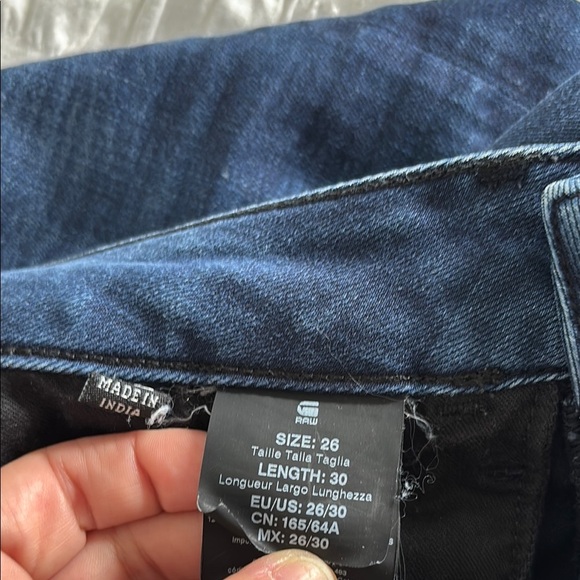 MADE IN
INDIA
RAW
SIZE: 26
Taille Talla Taglia
LENGTH: 30
Longueur Largo Lunghezza
EU/US: 26/30
CN: 165/64A
MX: 26/30